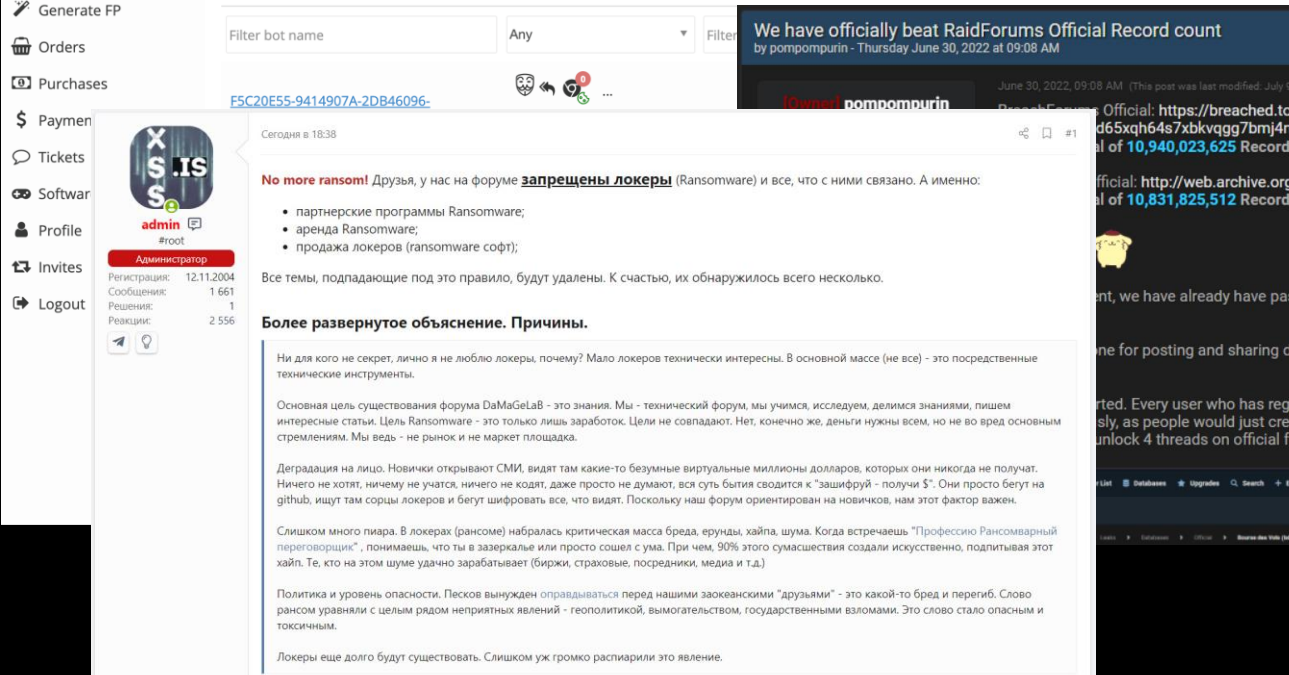 Generate FP
Orders
Purchases
Paymen
Tickets
Softwar
Profile
Invites
Logout
Filter bot name
Any
Filter
F5C20E55-9414907A-2DB46096-
0
...
We have officially beat RaidForums Official Record count
by pompompurin - Thursday June 30, 2022 at 09:08 AM
[Owner] pompompurin
June 30, 2022, 09:08 AM (This post was last modified: July
Official: https://breached.to
d65xqh64s7xbkvqgg7bmj4
al of 10,940,023,625 Record
fficial: http://web.archive.org
al of 10,831,825,512 Record
ent, we have already have pa
one for posting and sharing
rted. Every user who has reg
sly, as people would just cre
unlock 4 threads on official f
r List Databases Upgrades Search
Leaks Databases Official
XSS.IS
admin
#root
Администратор
Регистрация: 12.11.2004
Сообщения: 1 661
Решения: 1
Реакции: 2 556
Сегодня в 18:38
#1
No more ransom! Друзья, у нас на форуме запрещены локеры (Ransomware) и все, что с ними связано. А именно:
• партнерские программы Ransomware;
• аренда Ransomware;
• продажа локеров (ransomware софт);
Все темы, подпадающие под это правило, будут удалены. К счастью, их обнаружилось всего несколько.
Более развернутое объяснение. Причины.
Ни для кого не секрет, лично я не люблю локеры, почему? Мало локеров технически интересны. В основной массе (не все) - это посредственные
технические инструменты.
Основная цель существования форума DaMaGeLaB - это знания. Мы - технический форум, мы учимся, исследуем, делимся знаниями, пишем
интересные статьи. Цель Ransomware - это только лишь заработок. Цели не совпадают. Нет, конечно же, деньги нужны всем, но не во вред основным
стремлениям. Мы ведь - не рынок и не маркет площадка.
Деградация на лицо. Новички открывают СМИ, видят там какие-то безумные виртуальные миллионы долларов, которых они никогда не получат.
Ничего не хотят, ничему не учатся, ничего не кодят, даже просто не думают, вся суть бытия сводится к "зашифруй - получи $". Они просто бегут на
github, ищут там сорцы локеров и бегут шифровать все, что видят. Поскольку наш форум ориентирован на новичков, нам этот фактор важен.
Слишком много пиара. В локерах (рансоме) набралась критическая масса бреда, ерунды, хайпа, шума. Когда встречаешь "Профессию Рансомварный
переговорщик" , понимаешь, что ты в зазеркалье или просто сошел с ума. При чем, 90% этого сумасшествия создали искусственно, подпитывая этот
хайп. Те, кто на этом шуме удачно зарабатывает (биржи, страховые, посредники, медиа и т.д.)
Политика и уровень опасности. Песков вынужден оправдываться перед нашими заокеанскими "друзьями" - это какой-то бред и перегиб. Слово
рансом уравняли с целым рядом неприятных явлений - геополитикой, вымогательством, государственными взломами. Это слово стало опасным и
токсичным.
Локеры еще долго будут существовать. Слишком уж громко распиарили это явление.